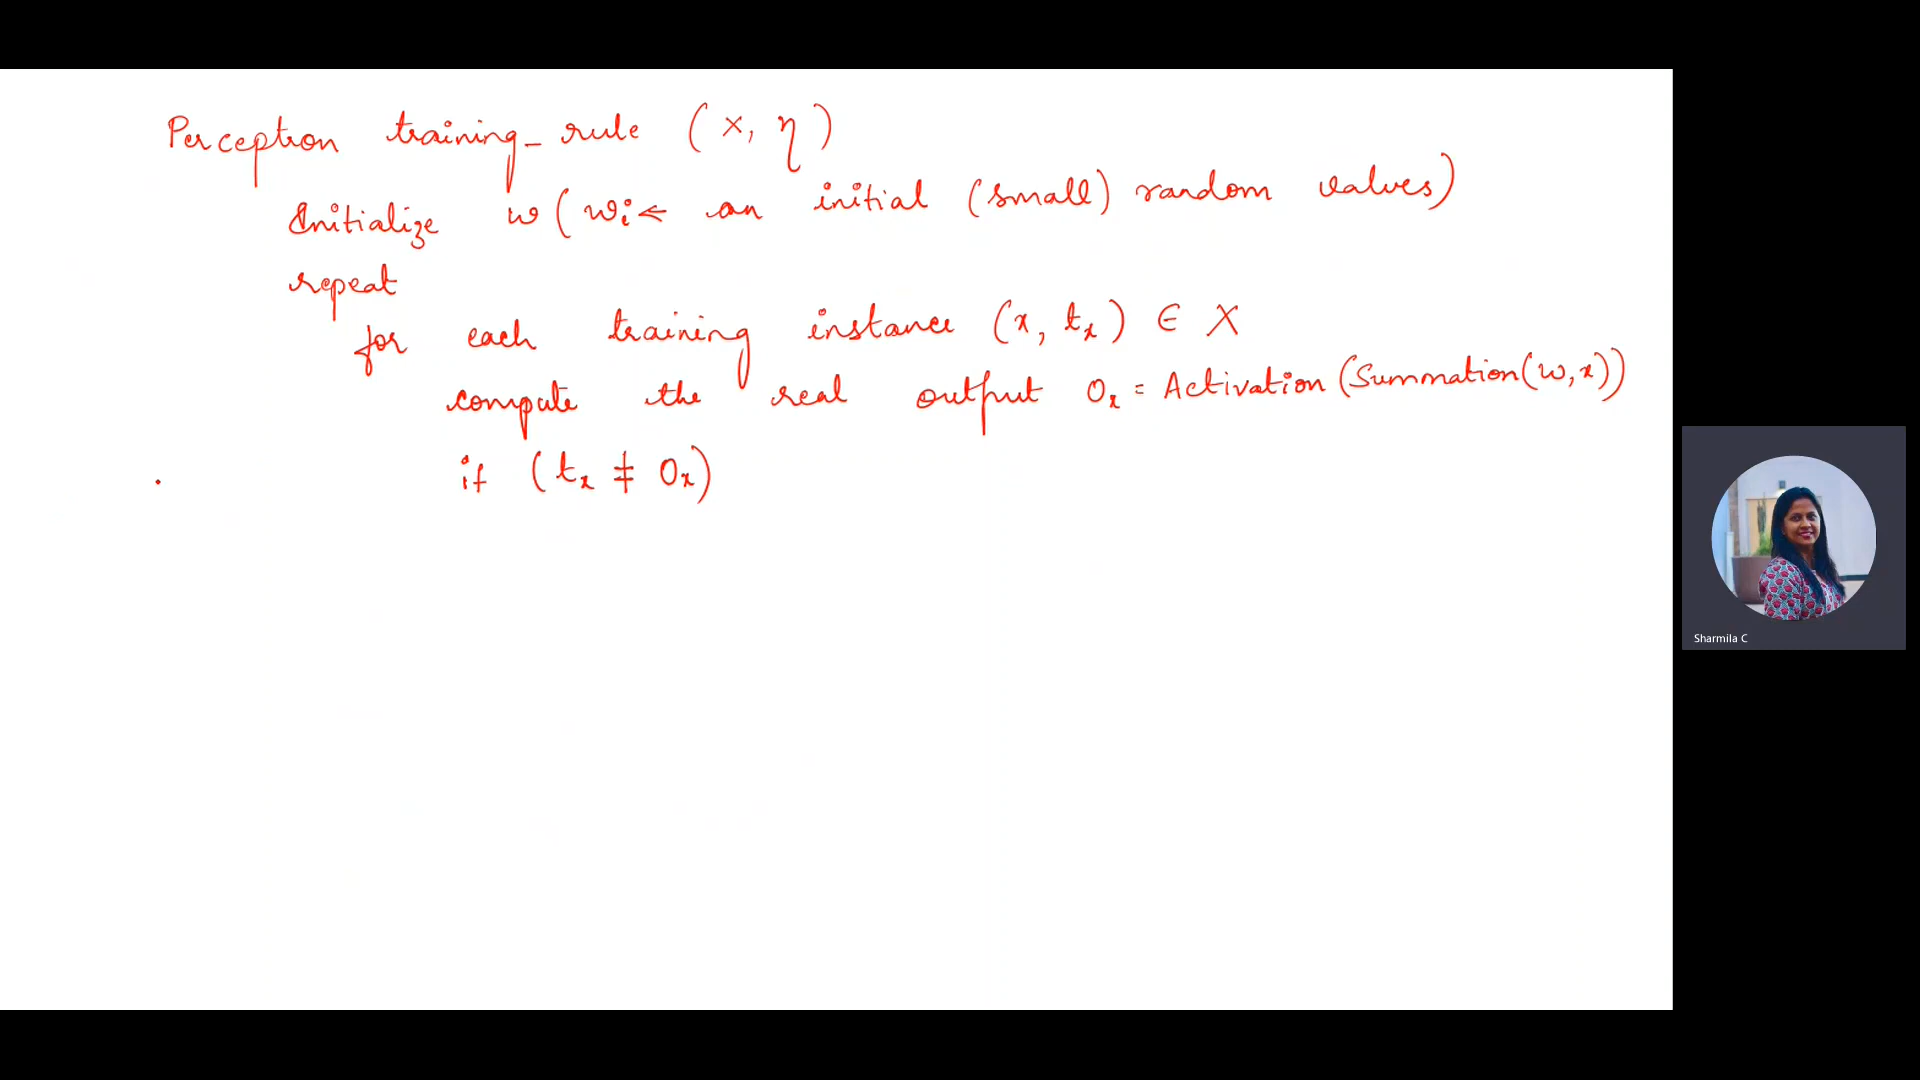 Perceptron training_rule (X, η)
Initialize w (wi ← an initial (small) random values)
repeat
for each training instance (x, tx) ∈ X
compute the real output Ox = Activation (Summation(w,x))
if (tx ≠ Ox)
Sharmila C